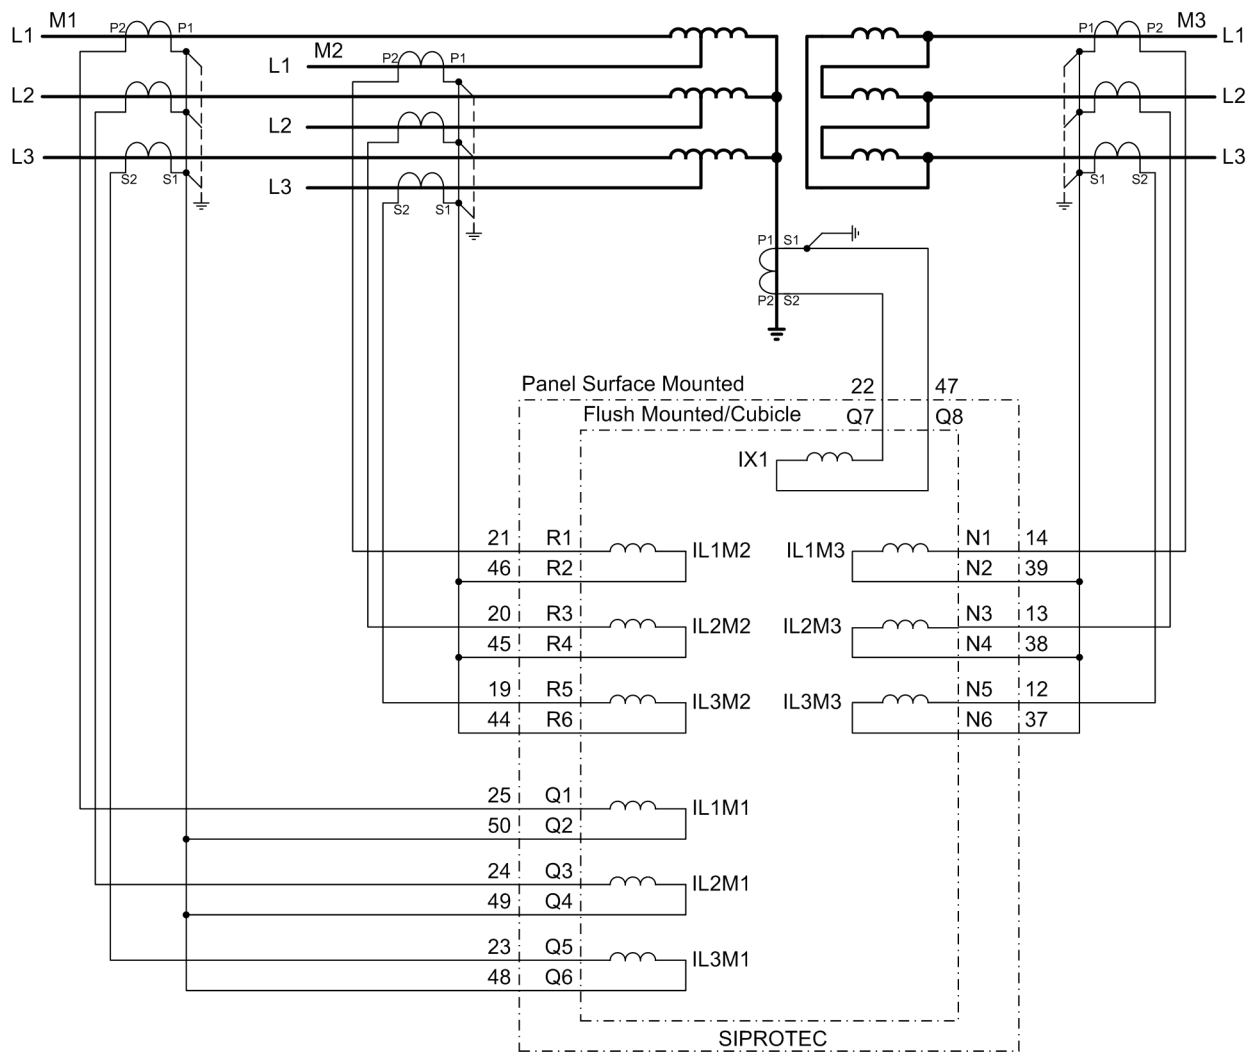 L1 M1 P2 P1 P1 P2 M3 L1
L1 M2 P2 P1
L2 L2
L2
L3 L3
S2 S1 S1 S2
L3
S2 S1
P1 S1
P2 S2
Panel Surface Mounted 22 47
Flush Mounted/Cubicle Q7 Q8
IX1
21 R1 IL1M2 IL1M3 N1 14
46 R2 N2 39
20 R3 IL2M2 IL2M3 N3 13
45 R4 N4 38
19 R5 IL3M2 IL3M3 N5 12
44 R6 N6 37
25 Q1 IL1M1
50 Q2
24 Q3 IL2M1
49 Q4
23 Q5 IL3M1
48 Q6
SIPROTEC